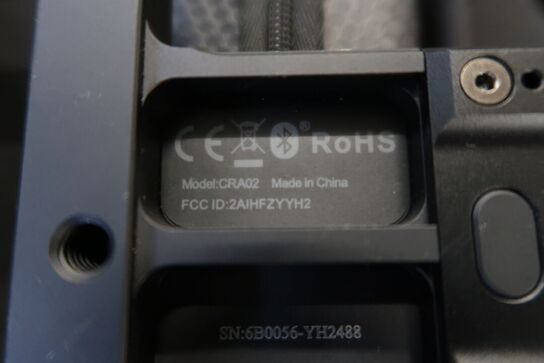 CE RoHS
Model:CRA02 Made in China
FCC ID:2AIHFZYYH2
SN:6B0056-YH2488